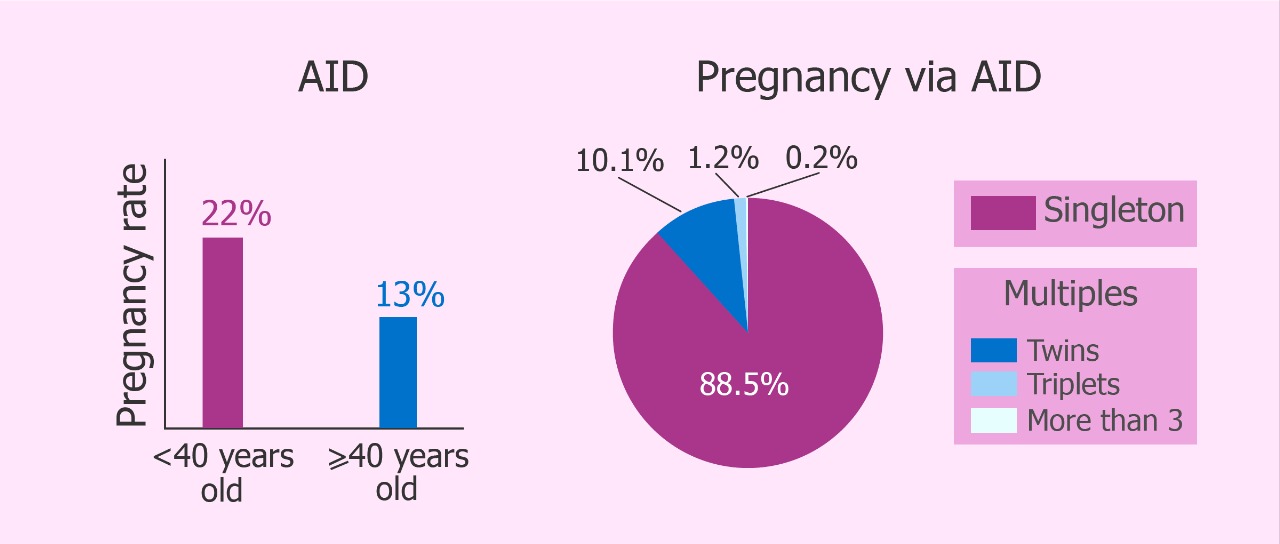 AID
Pregnancy rate
22%
13%
<40 years
old
⩾40 years
old
Pregnancy via AID
10.1%
1.2%
0.2%
88.5%
Singleton
Multiples
Twins
Triplets
More than 3